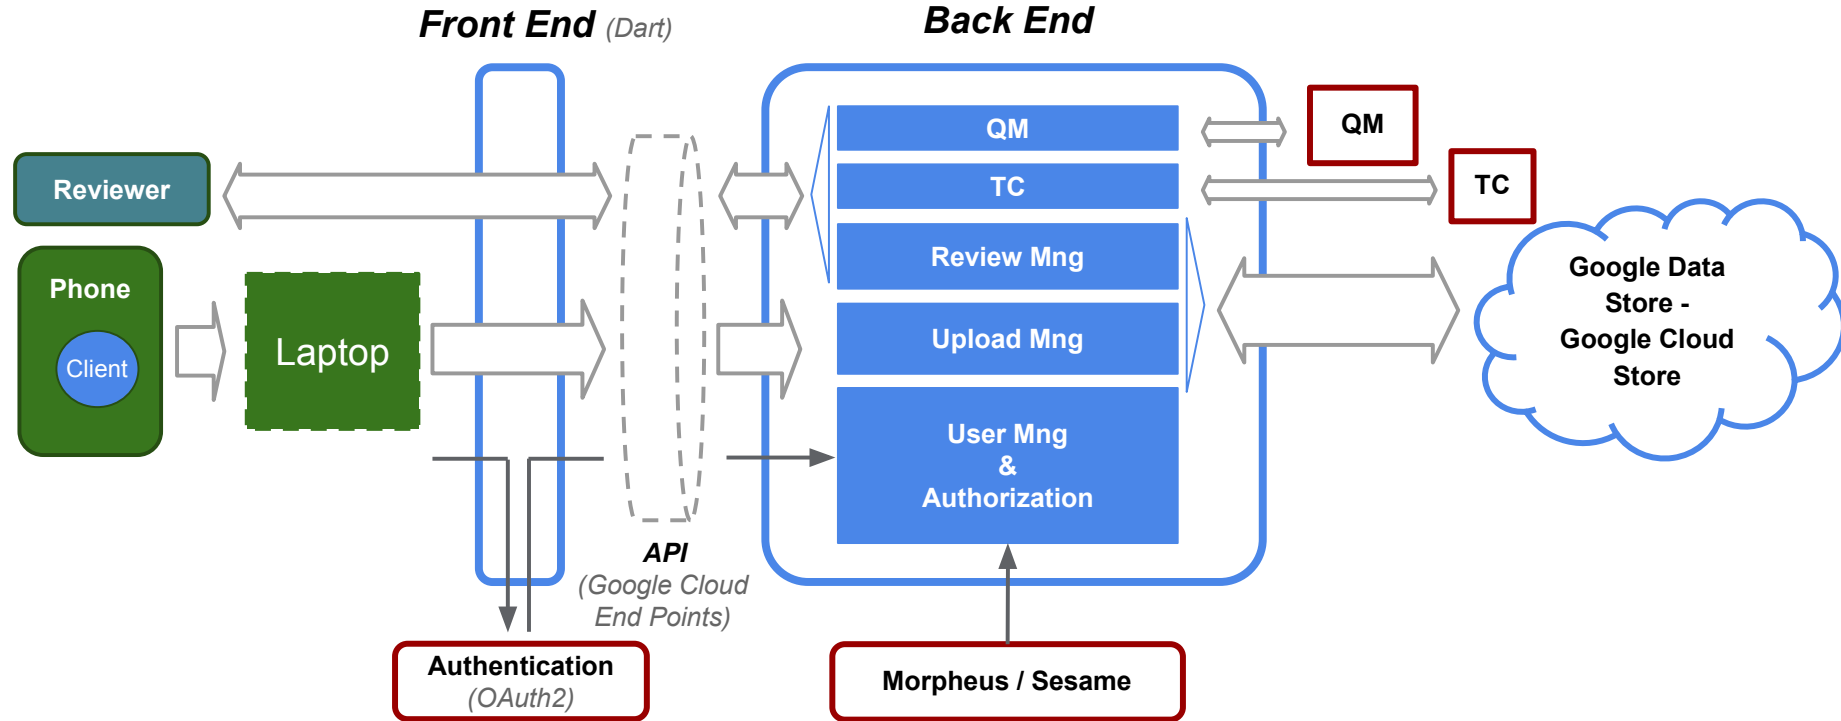 Front End (Dart)
Back End
QM
QM
TC
TC
Reviewer
Review Mng
Phone
Client
Laptop
Upload Mng
Google Data
Store -
Google Cloud
Store
User Mng
&
Authorization
API
(Google Cloud
End Points)
Authentication
(OAuth2)
Morpheus / Sesame